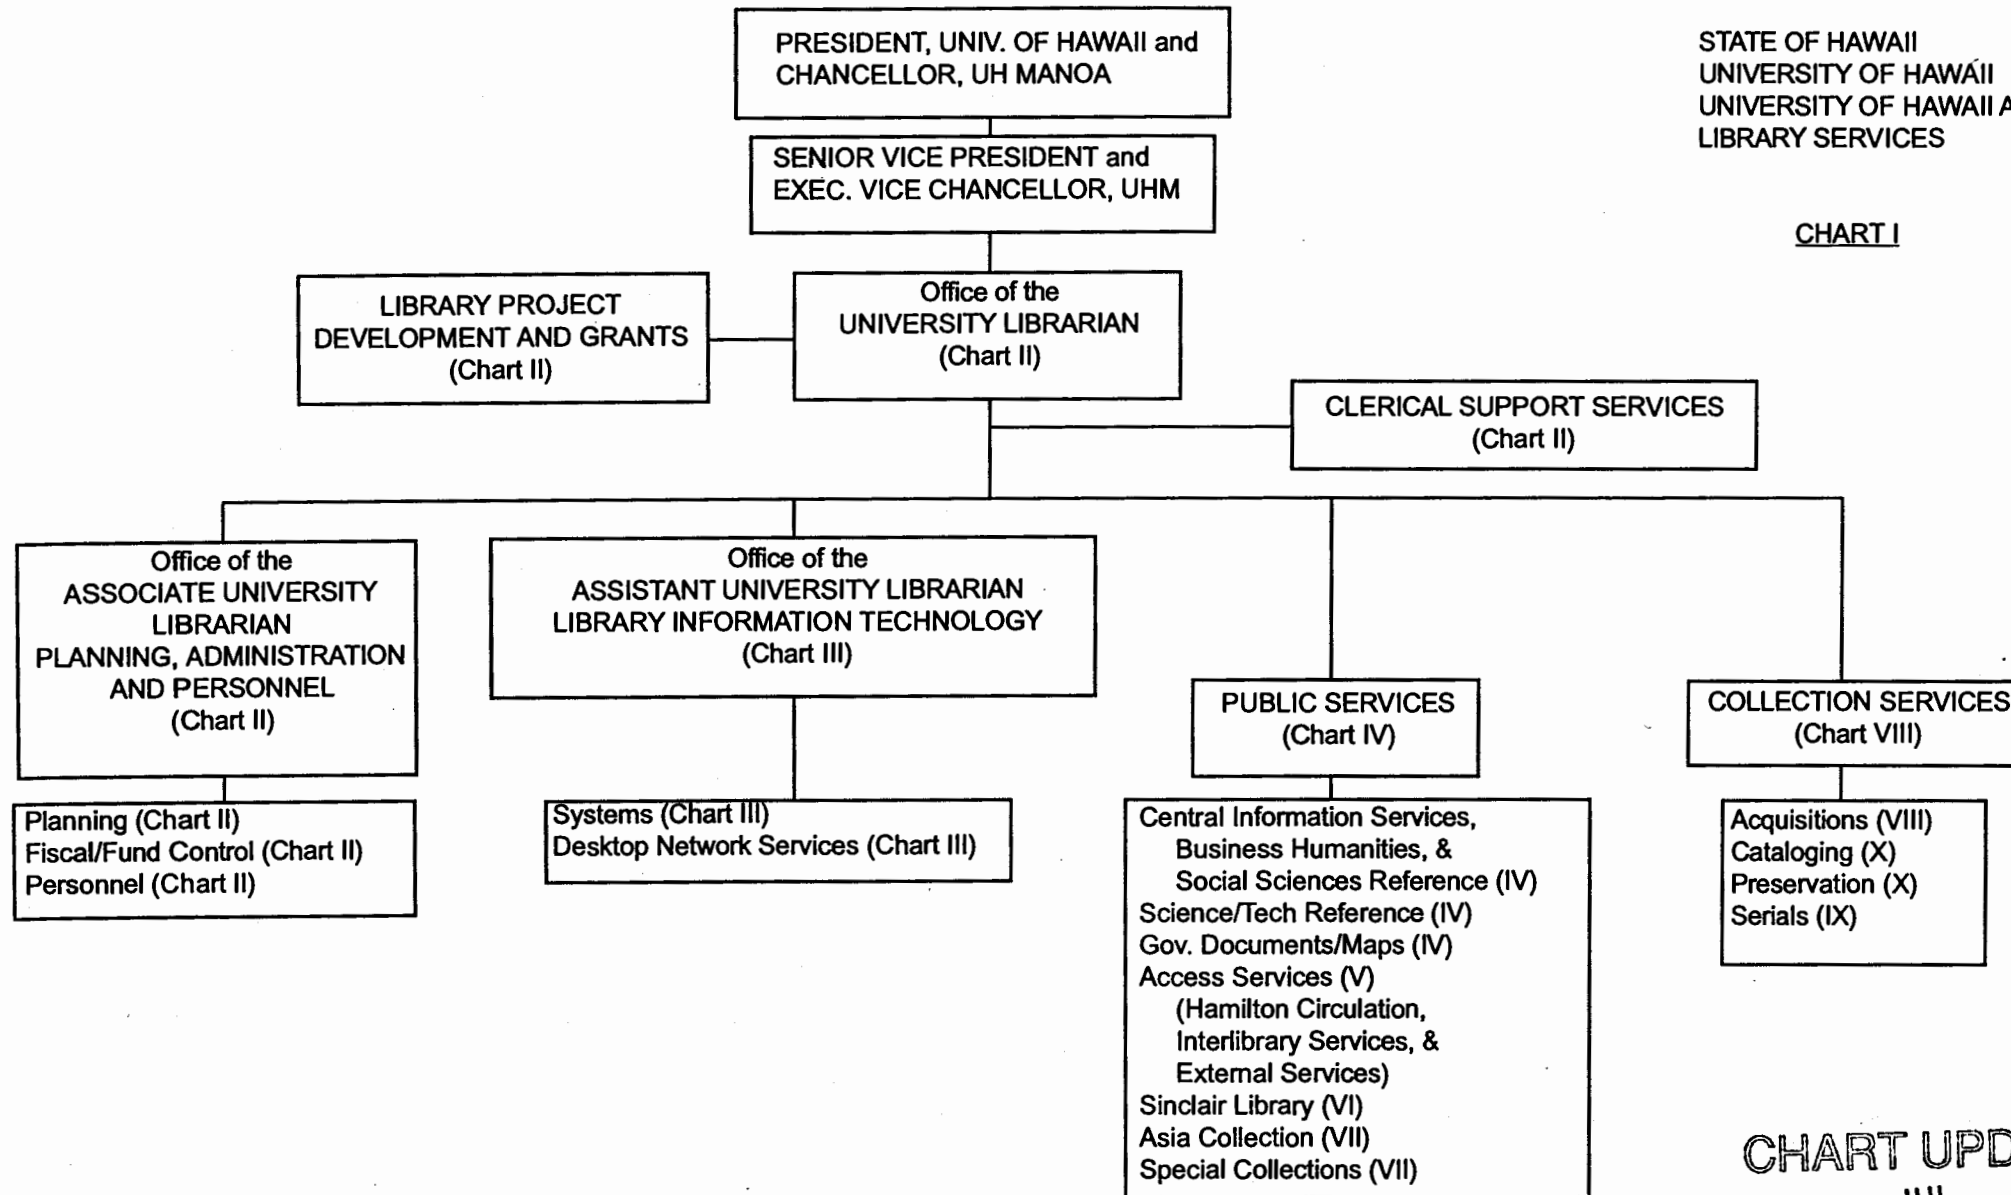 PRESIDENT, UNIV. OF HAWAII and
CHANCELLOR, UH MANOA
STATE OF HAWAII
UNIVERSITY OF HAWAII
UNIVERSITY OF HAWAII A
LIBRARY SERVICES
SENIOR VICE PRESIDENT and
EXEC. VICE CHANCELLOR, UHM
CHART I
LIBRARY PROJECT
DEVELOPMENT AND GRANTS
(Chart II)
Office of the
UNIVERSITY LIBRARIAN
(Chart II)
CLERICAL SUPPORT SERVICES
(Chart II)
Office of the
ASSOCIATE UNIVERSITY
LIBRARIAN
PLANNING, ADMINISTRATION
AND PERSONNEL
(Chart II)
Office of the
ASSISTANT UNIVERSITY LIBRARIAN
LIBRARY INFORMATION TECHNOLOGY
(Chart III)
PUBLIC SERVICES
(Chart IV)
COLLECTION SERVICES
(Chart VIII)
Planning (Chart II)
Fiscal/Fund Control (Chart II)
Personnel (Chart II)
Systems (Chart III)
Desktop Network Services (Chart III)
Central Information Services,
Business Humanities, &
Social Sciences Reference (IV)
Science/Tech Reference (IV)
Gov. Documents/Maps (IV)
Access Services (V)
(Hamilton Circulation,
Interlibrary Services, &
External Services)
Sinclair Library (VI)
Asia Collection (VII)
Special Collections (VII)
Acquisitions (VIII)
Cataloging (X)
Preservation (X)
Serials (IX)
CHART UPD